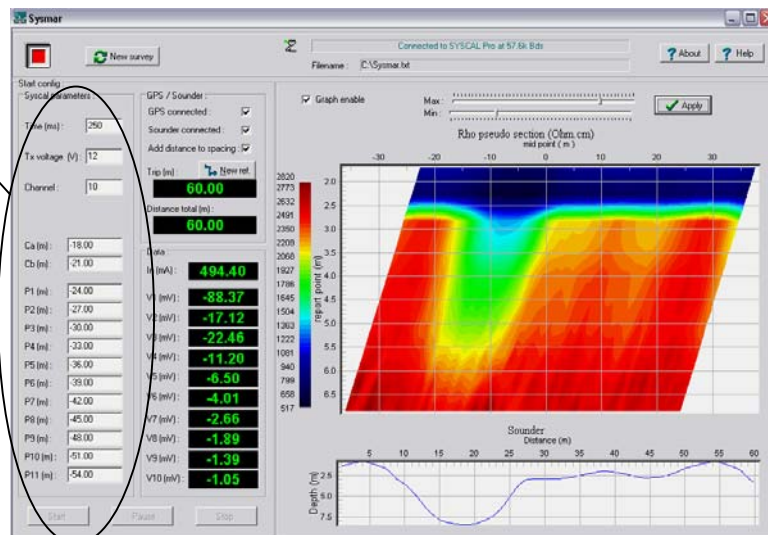 Sysmar
New survey
Connected to SYSCAL Pro at 57.6k Bds
Filename : C:\Sysmar.txt
? About
? Help
Start config
Syscal parameters :
Time (ms) : 250
Tx voltage (V) : 12
Channel : 10
Ca (m) : -18.00
Cb (m) : -21.00
P1 (m) : -24.00
P2 (m) : -27.00
P3 (m) : -30.00
P4 (m) : -33.00
P5 (m) : -36.00
P6 (m) : -39.00
P7 (m) : -42.00
P8 (m) : -45.00
P9 (m) : -48.00
P10 (m) : -51.00
P11 (m) : -54.00
Start
Pause
Stop
GPS / Sounder :
GPS connected :
Sounder connected :
Add distance to spacing :
Trip (m) : New ref.
60.00
Distance total (m) :
60.00
Data :
In (mA) : 494.40
V1 (mV) : -88.37
V2 (mV) : -17.12
V3 (mV) : -22.46
V4 (mV) : -11.20
V5 (mV) : -6.50
V6 (mV) : -4.01
V7 (mV) : -2.66
V8 (mV) : -1.89
V9 (mV) : -1.39
V10 (mV) : -1.05
Graph enable
Max :
Min :
Apply
Rho pseudo section (Ohm.cm)
mid point ( m )
-30 -20 -10 0 10 20 30
2820
2773
2632
2491
2350
2209
2068
1927
1786
1645
1504
1363
1222
1081
940
799
658
517
report point (m)
2.0
2.5
3.0
3.5
4.0
4.5
5.0
5.5
6.0
6.5
Sounder
Distance (m)
5 10 15 20 25 30 35 40 45 50 55 60
Depth (m)
2.5
6.0
7.5